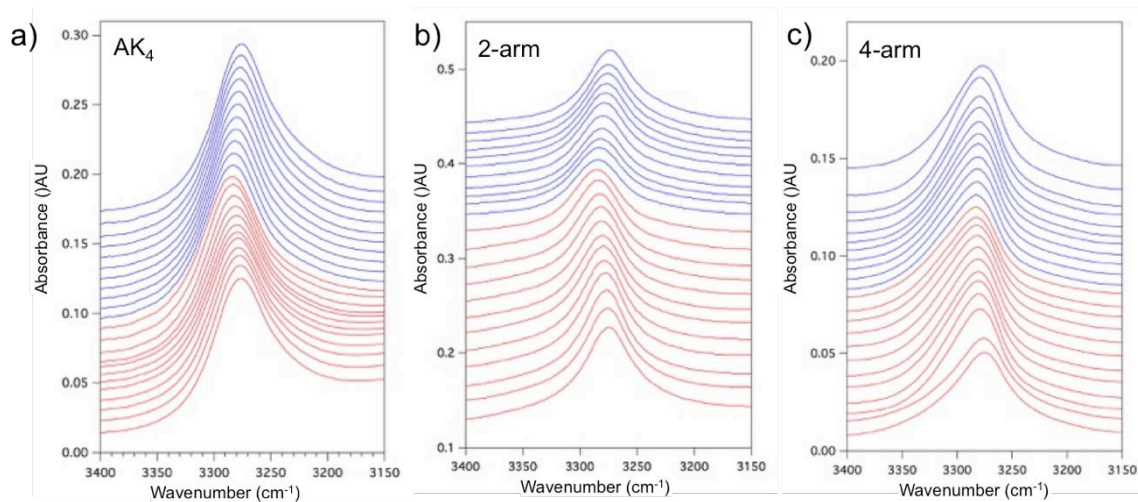 a)
AK4
Absorbance ()AU
0.30
0.25
0.20
0.15
0.10
0.05
0.00
3400 3300 3250 3200 3150
Wavenumber (cm-1)
b)
2-arm
Absorbance ()AU
0.5
0.4
0.3
0.2
0.1
3400 3350 3300 3250 3200 3150
Wavenumber (cm-1)
c)
4-arm
Absorbance ()AU
0.20
0.15
0.10
0.05
0.00
3400 3350 3300 3250 3200 3150
Wavenumber (cm-1)